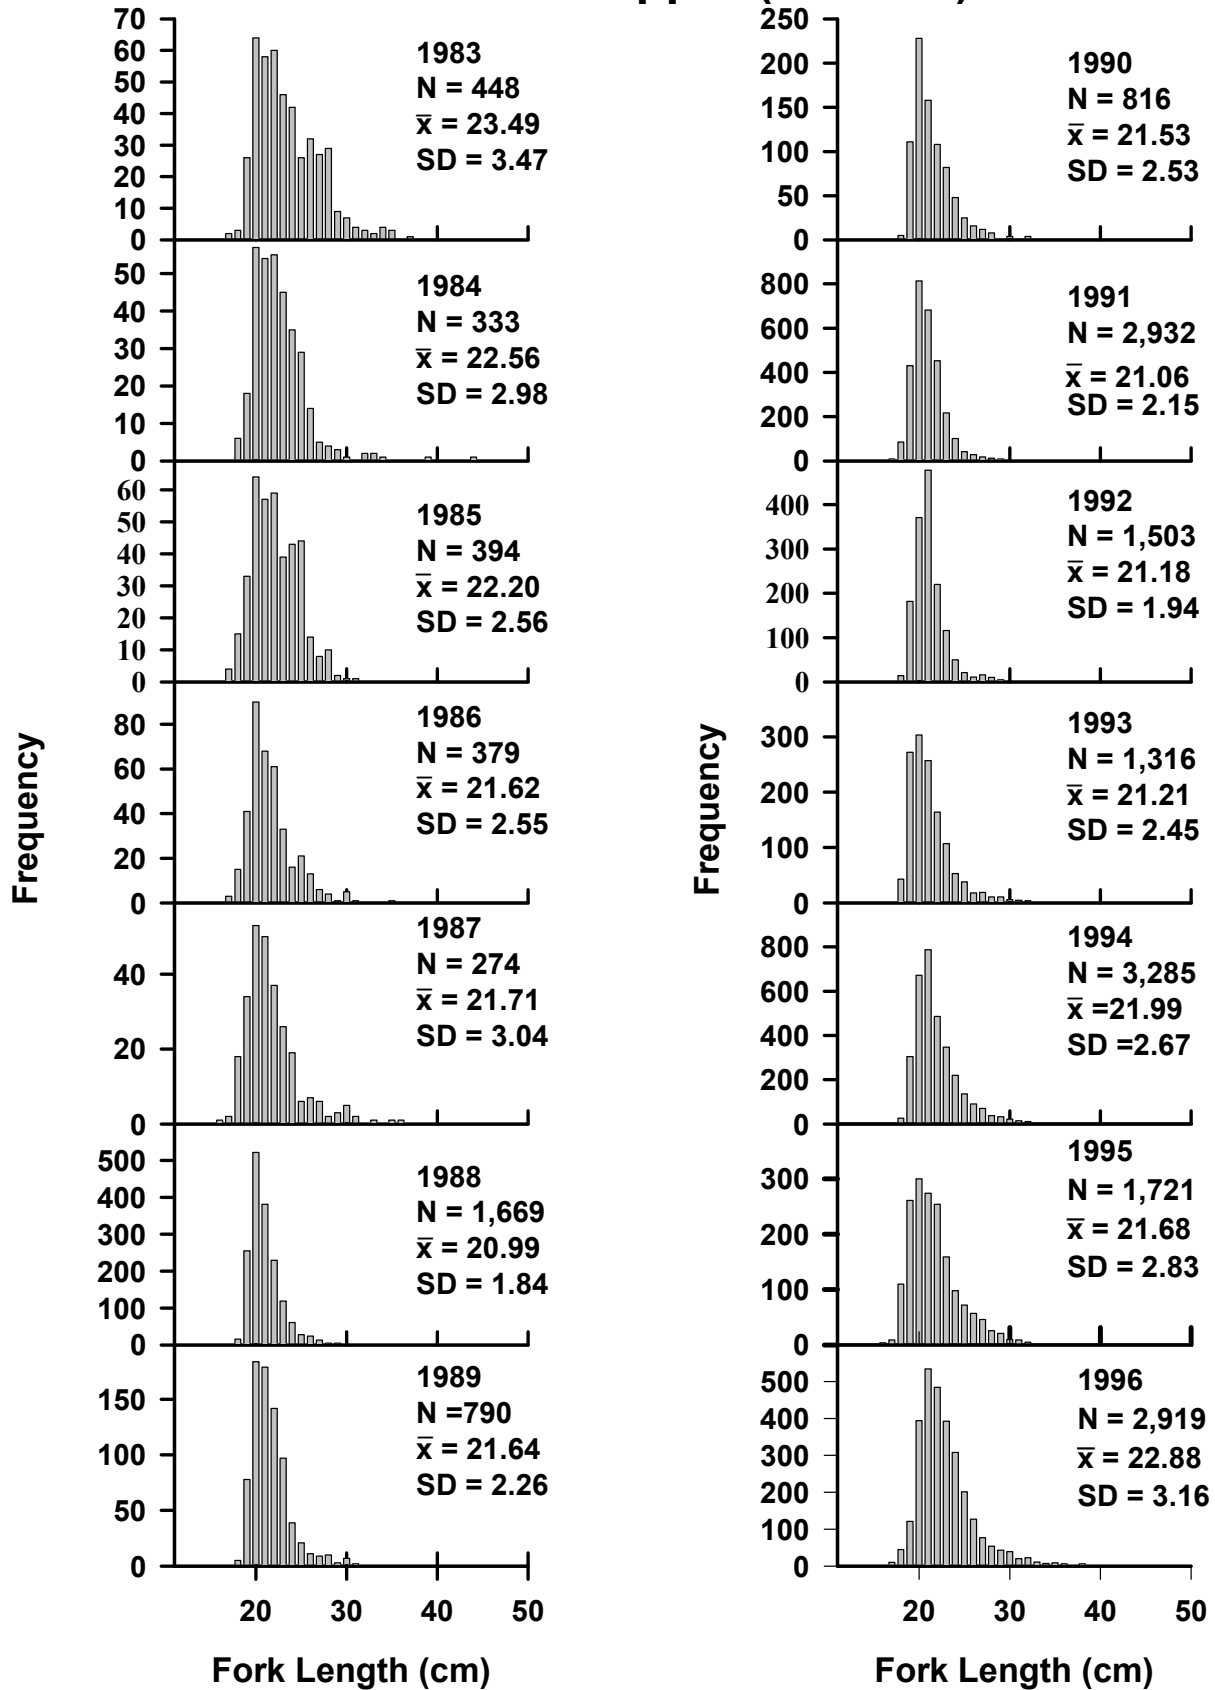 70
60
50
40
30
20
10
0
1983
N = 448
x̅ = 23.49
SD = 3.47
50
40
30
20
10
0
1984
N = 333
x̅ = 22.56
SD = 2.98
60
50
40
30
20
10
0
1985
N = 394
x̅ = 22.20
SD = 2.56
80
60
40
20
0
1986
N = 379
x̅ = 21.62
SD = 2.55
40
20
0
1987
N = 274
x̅ = 21.71
SD = 3.04
500
400
300
200
100
0
1988
N = 1,669
x̅ = 20.99
SD = 1.84
150
100
50
0
1989
N =790
x̅ = 21.64
SD = 2.26
20 30 40 50
Fork Length (cm)
Frequency
250
200
150
100
50
0
1990
N = 816
x̅ = 21.53
SD = 2.53
800
600
400
200
0
1991
N = 2,932
x̅ = 21.06
SD = 2.15
400
300
200
100
0
1992
N = 1,503
x̅ = 21.18
SD = 1.94
300
200
100
0
1993
N = 1,316
x̅ = 21.21
SD = 2.45
800
600
400
200
0
1994
N = 3,285
x̅ =21.99
SD =2.67
300
200
100
0
1995
N = 1,721
x̅ = 21.68
SD = 2.83
500
400
300
200
100
0
1996
N = 2,919
x̅ = 22.88
SD = 3.16
20 30 40 50
Fork Length (cm)
Frequency